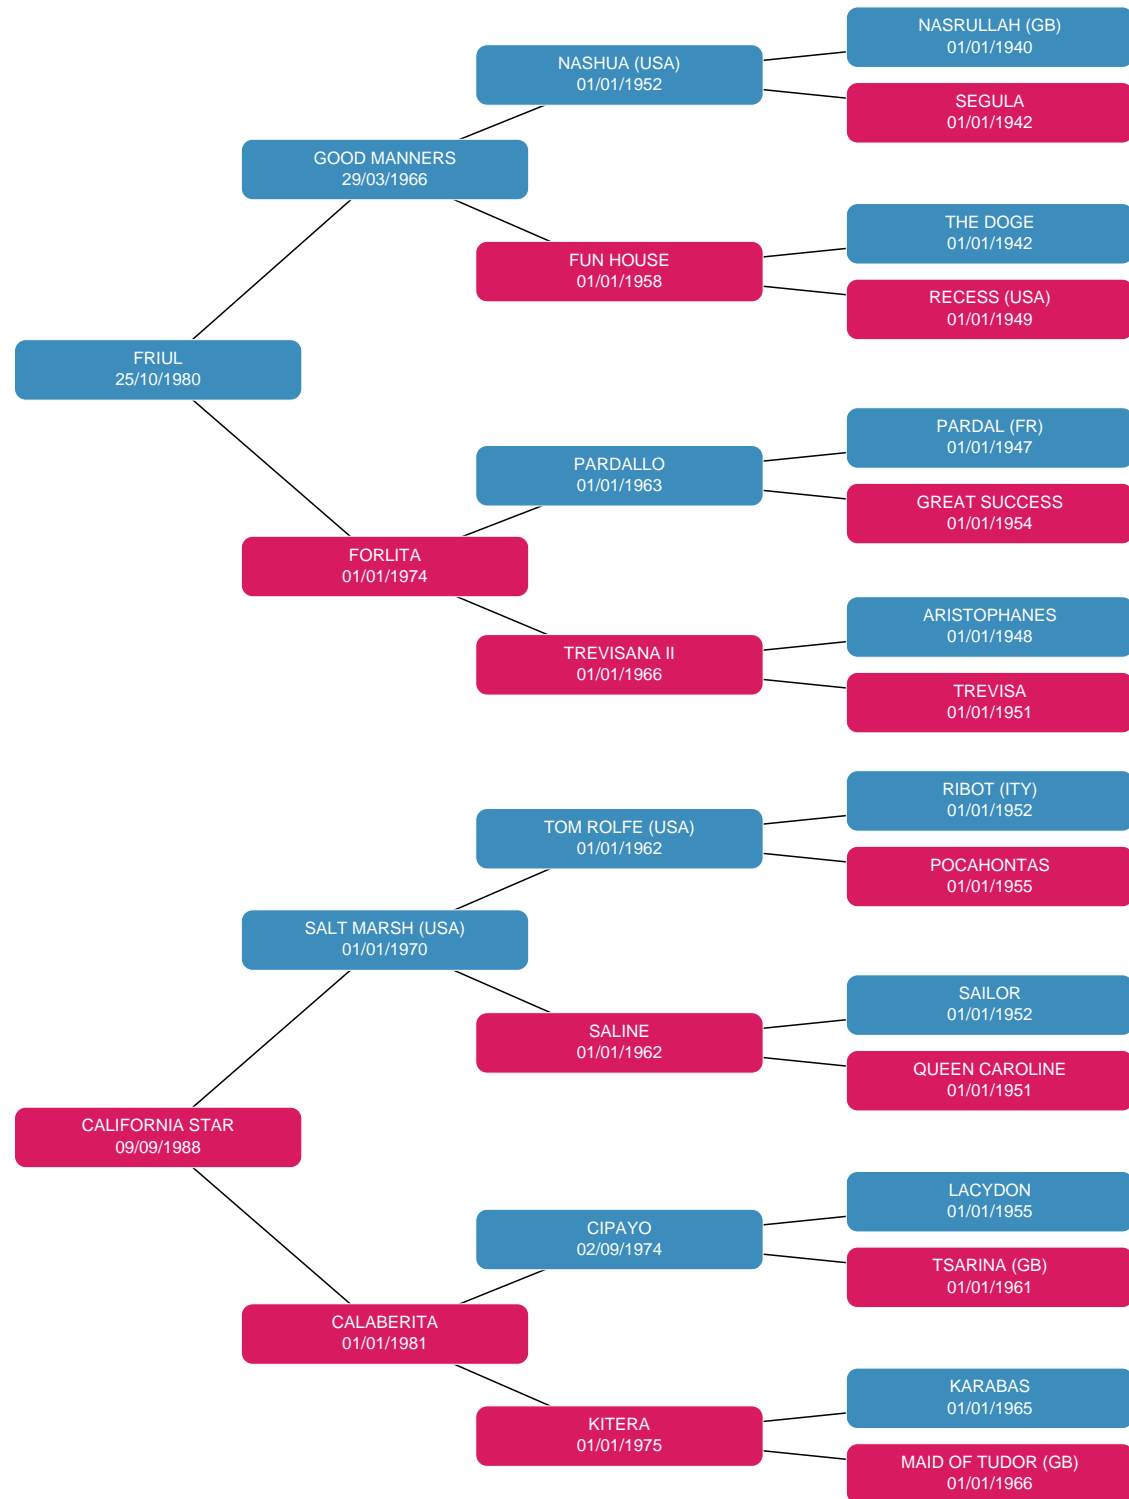 NASRULLAH (GB)
01/01/1940
NASHUA (USA)
01/01/1952
SEGULA
01/01/1942
GOOD MANNERS
29/03/1966
THE DOGE
01/01/1942
FUN HOUSE
01/01/1958
RECESS (USA)
01/01/1949
FRIUL
25/10/1980
PARDAL (FR)
01/01/1947
PARDALLO
01/01/1963
GREAT SUCCESS
01/01/1954
FORLITA
01/01/1974
ARISTOPHANES
01/01/1948
TREVISANA II
01/01/1966
TREVISA
01/01/1951
RIBOT (ITY)
01/01/1952
TOM ROLFE (USA)
01/01/1962
POCAHONTAS
01/01/1955
SALT MARSH (USA)
01/01/1970
SAILOR
01/01/1952
SALINE
01/01/1962
QUEEN CAROLINE
01/01/1951
CALIFORNIA STAR
09/09/1988
LACYDON
01/01/1955
CIPAYO
02/09/1974
TSARINA (GB)
01/01/1961
CALABERITA
01/01/1981
KARABAS
01/01/1965
KITERA
01/01/1975
MAID OF TUDOR (GB)
01/01/1966